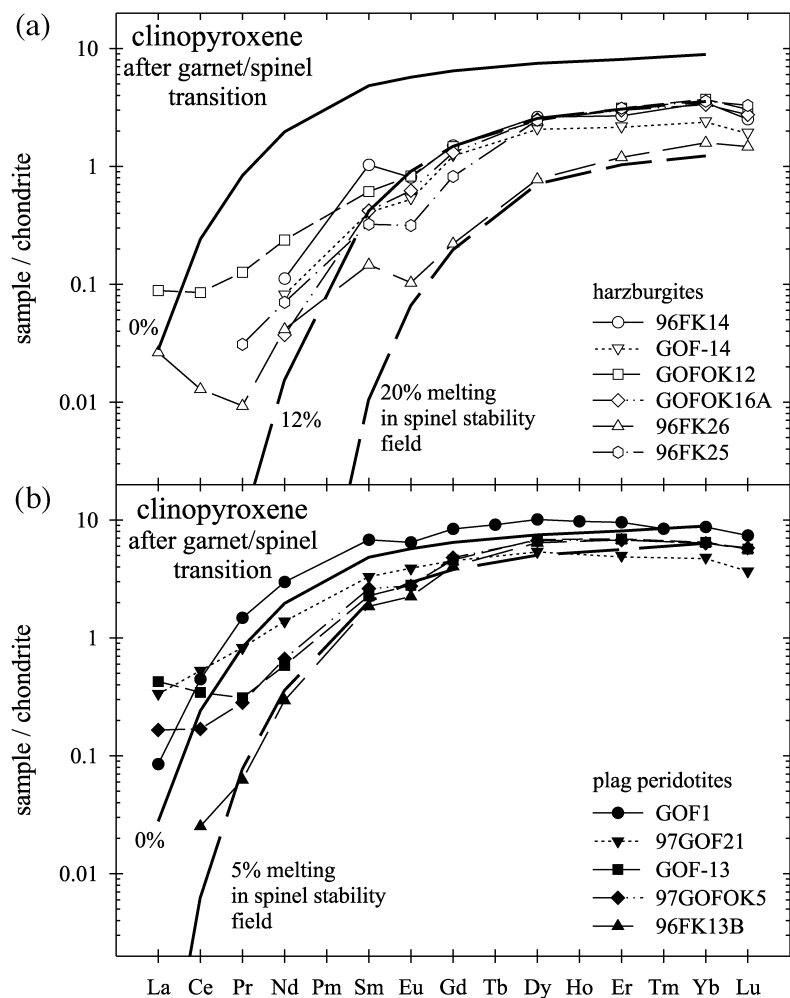 (a)
clinopyroxene
after garnet/spinel
transition
10
1
0.1
0.01
sample / chondrite
0%
12%
20% melting
in spinel stability
field
harzburgites
96FK14
GOF-14
GOFOK12
GOFOK16A
96FK26
96FK25
(b)
clinopyroxene
after garnet/spinel
transition
10
1
0.1
0.01
sample / chondrite
0%
5% melting
in spinel stability
field
plag peridotites
GOF1
97GOF21
GOF-13
97GOFOK5
96FK13B
La Ce Pr Nd Pm Sm Eu Gd Tb Dy Ho Er Tm Yb Lu